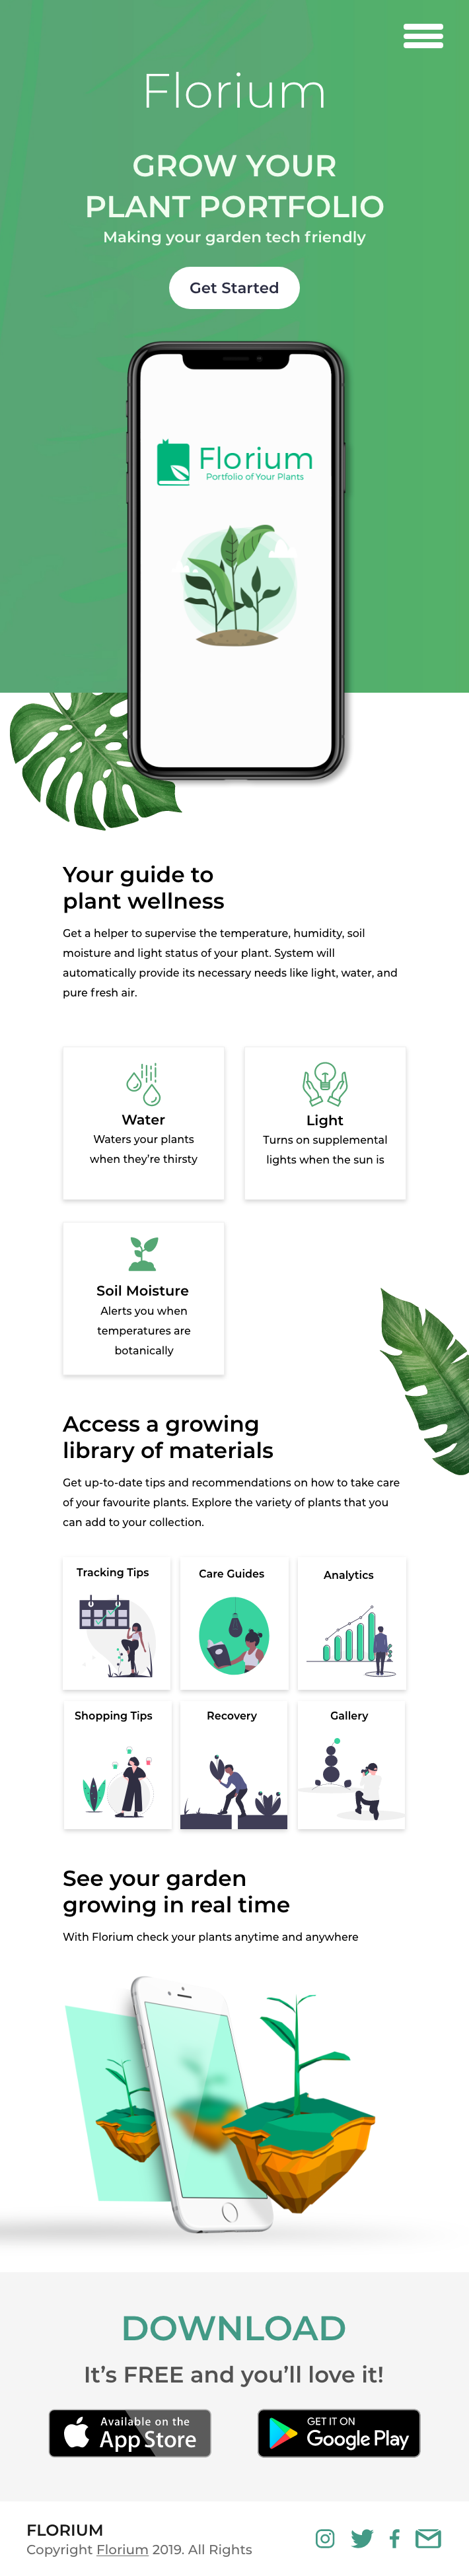 Florium
GROW YOUR
PLANT PORTFOLIO
Making your garden tech friendly
Get Started
Florium
Portfolio of Your Plants
Your guide to
plant wellness
Get a helper to supervise the temperature, humidity, soil
moisture and light status of your plant. System will
automatically provide its necessary needs like light, water, and
pure fresh air.
Water
Waters your plants
when they're thirsty
Light
Turns on supplemental
lights when the sun is
Soil Moisture
Alerts you when
temperatures are
botanically
Access a growing
library of materials
Get up-to-date tips and recommendations on how to take care
of your favourite plants. Explore the variety of plants that you
can add to your collection.
Tracking Tips
Care Guides
Analytics
Shopping Tips
Recovery
Gallery
See your garden
growing in real time
With Florium check your plants anytime and anywhere
DOWNLOAD
It's FREE and you'll love it!
Available on the
App Store
GET IT ON
Google Play
FLORIUM
Copyright Florium 2019. All Rights